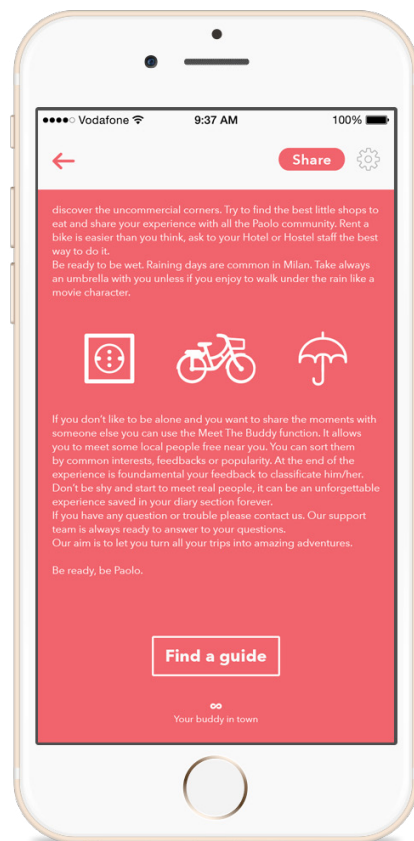 Vodafone 9:37 AM 100%
Share
discover the uncommercial corners. Try to find the best little shops to
eat and share your experience with all the Paolo community. Rent a
bike is easier than you think, ask to your Hotel or Hostel staff the best
way to do it.
Be ready to be wet. Raining days are common in Milan. Take always
an umbrella with you unless if you enjoy to walk under the rain like a
movie character.
If you don't like to be alone and you want to share the moments with
someone else you can use the Meet The Buddy function. It allows
you to meet some local people free near you. You can sort them
by common interests, feedbacks or popularity. At the end of the
experience is foundamental your feedback to classificate him/her.
Don't be shy and start to meet real people, it can be an unforgettable
experience saved in your diary section forever.
If you have any question or trouble please contact us. Our support
team is always ready to answer to your questions.
Our aim is to let you turn all your trips into amazing adventures.
Be ready, be Paolo.
Find a guide
Your buddy in town